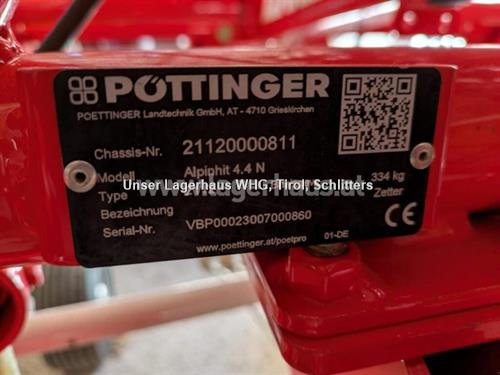 PÖTTINGER
POETTINGER Landtechnik GmbH, AT - 4710 Grieskirchen
Chassis-Nr. 21120000811
Modell Alpinhit 4.4 N 334 kg
Unser Lagerhaus WHG, Tirol, Schlitters
Type Zetter
Bezeichnung
Serial-Nr. VBP00023007000860
www.poettinger.at/poetpro 01-DE
CE